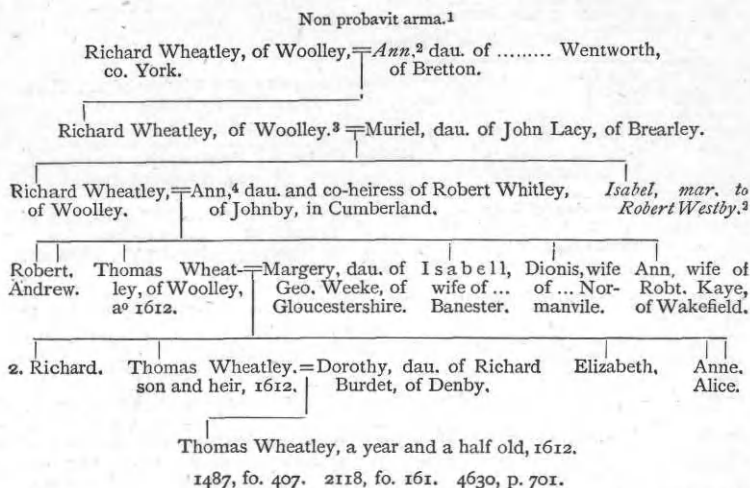 Non probavit arma.¹
Richard Wheatley, of Woolley, = Ann,² dau. of ......... Wentworth,
co. York. of Bretton.
Richard Wheatley, of Woolley.³ = Muriel, dau. of John Lacy, of Brearley.
Richard Wheatley, = Ann,⁴ dau. and co-heiress of Robert Whitley, Isabel, mar. to
of Woolley. of Johnby, in Cumberland. Robert Westby.²
Robert. Thomas Wheat- = Margery, dau. of Isabell, Dionis, wife Ann, wife of
Andrew. ley, of Woolley, Geo. Weeke, of wife of ... of ... Nor- Robt. Kaye,
aº 1612. Gloucestershire. Banester. manvile. of Wakefield.
2. Richard. Thomas Wheatley. = Dorothy, dau. of Richard Elizabeth. Anne.
son and heir, 1612. Burdet, of Denby. Alice.
Thomas Wheatley, a year and a half old, 1612.
1487, fo. 407. 2118, fo. 161. 4630, p. 701.